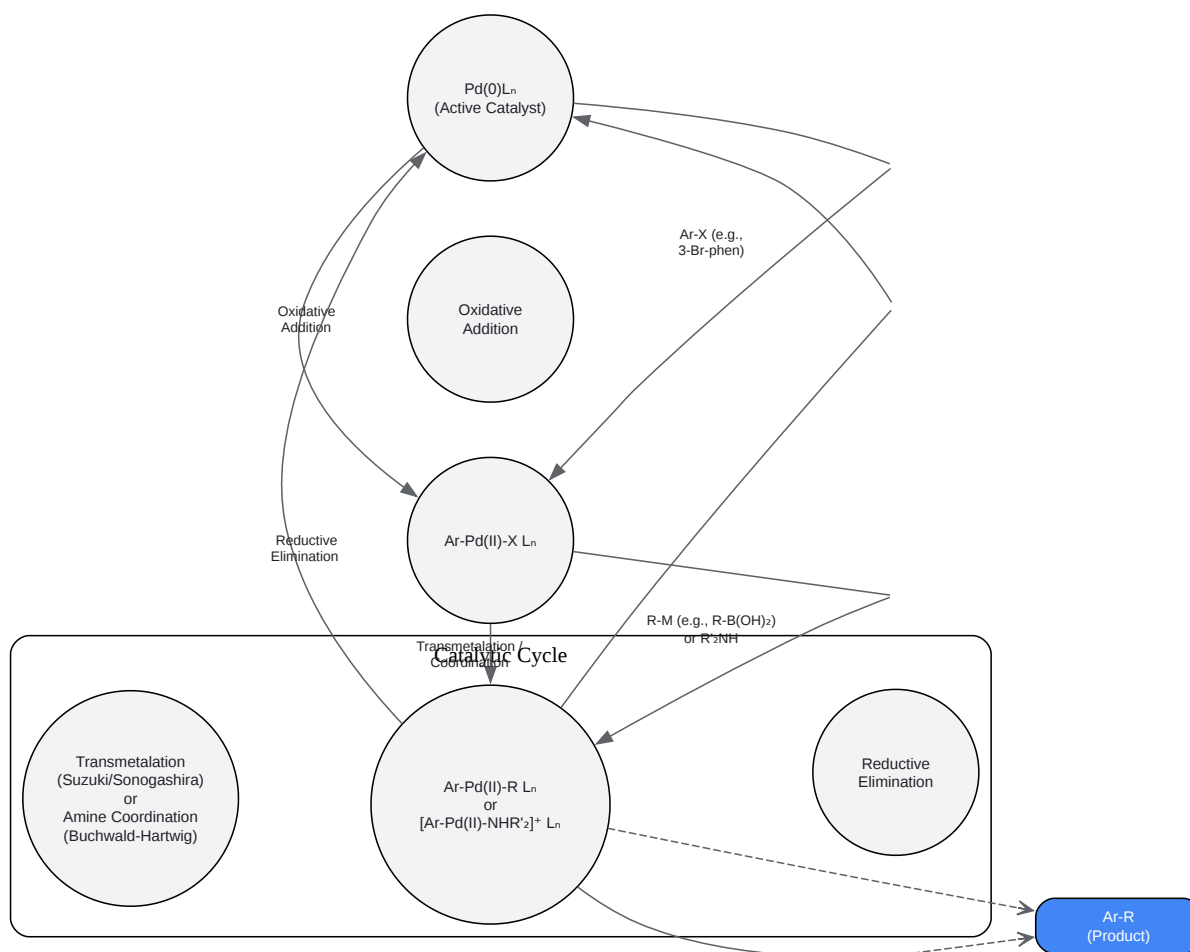 Pd(0)Lₙ
(Active Catalyst)
Ar-X (e.g.,
3-Br-phen)
Oxidative
Addition
Oxidative
Addition
Ar-Pd(II)-X Lₙ
Reductive
Elimination
R-M (e.g., R-B(OH)₂)
or R'₂NH
Transmetalation /
Coordination
Catalytic Cycle
Transmetalation
(Suzuki/Sonogashira)
or
Amine Coordination
(Buchwald-Hartwig)
Ar-Pd(II)-R Lₙ
or
[Ar-Pd(II)-NHR'₂]⁺ Lₙ
Reductive
Elimination
Ar-R
(Product)